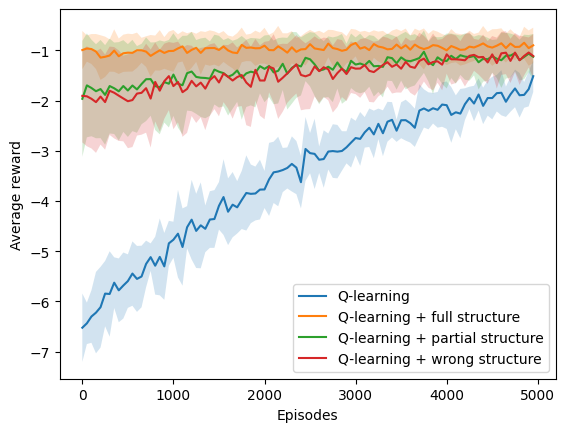 −1
−2
−3
−4
−5
−6
−7
Average reward
0
1000
2000
3000
4000
5000
Episodes
Q-learning
Q-learning + full structure
Q-learning + partial structure
Q-learning + wrong structure